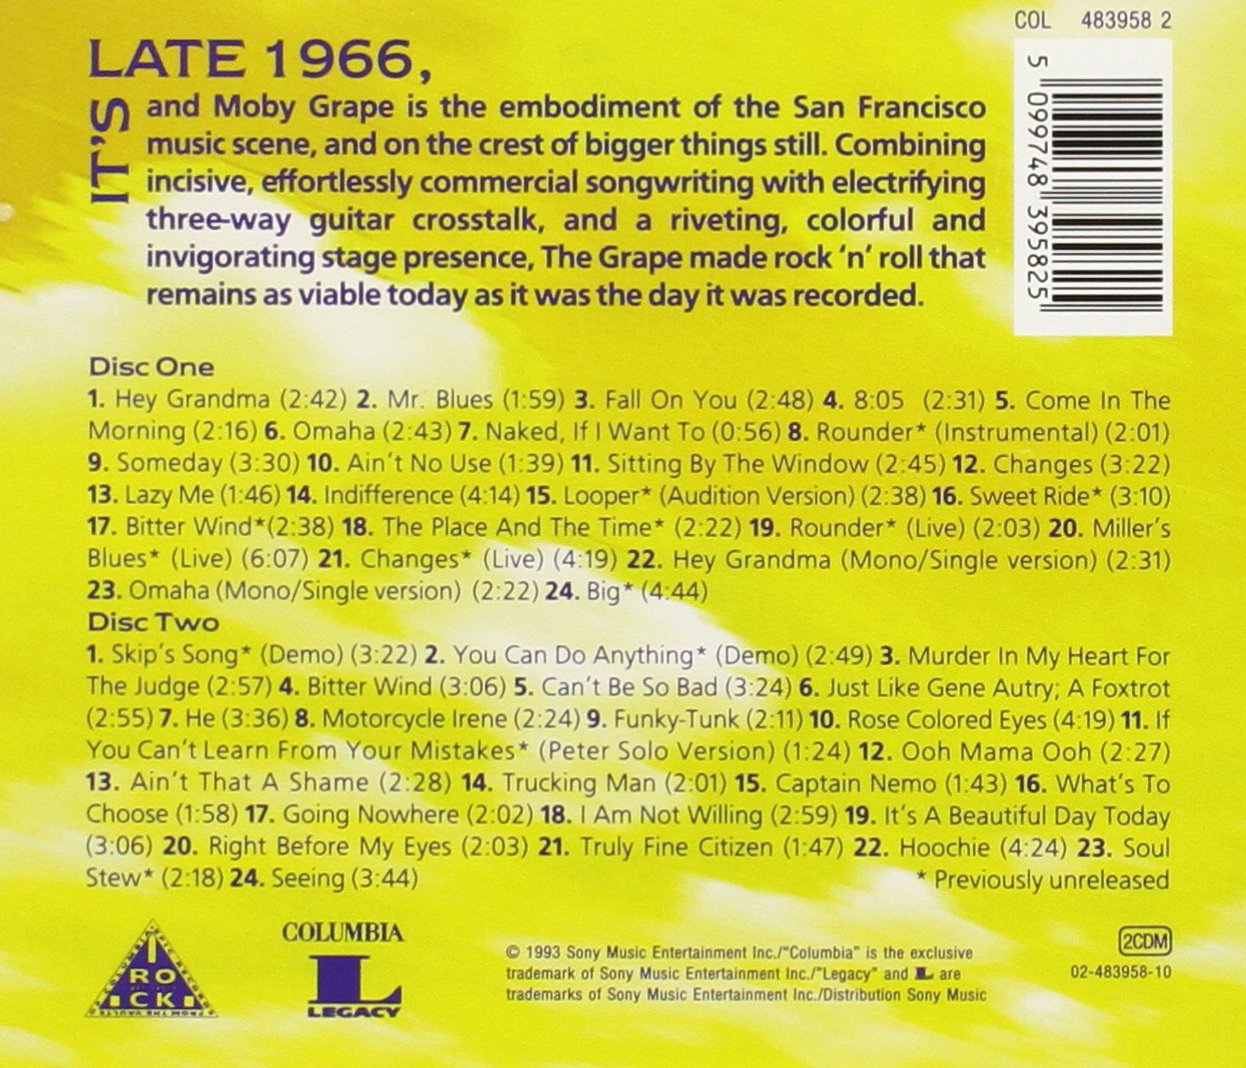 COL 483958 2
LATE 1966,
IT'S
and Moby Grape is the embodiment of the San Francisco
music scene, and on the crest of bigger things still. Combining
incisive, effortlessly commercial songwriting with electrifying
three-way guitar crosstalk, and a riveting, colorful and
invigorating stage presence, The Grape made rock 'n' roll that
remains as viable today as it was the day it was recorded.
5 099748 395825
Disc One
1. Hey Grandma (2:42) 2. Mr. Blues (1:59) 3. Fall On You (2:48) 4. 8:05 (2:31) 5. Come In The
Morning (2:16) 6. Omaha (2:43) 7. Naked, If I Want To (0:56) 8. Rounder* (Instrumental) (2:01)
9. Someday (3:30) 10. Ain't No Use (1:39) 11. Sitting By The Window (2:45) 12. Changes (3:22)
13. Lazy Me (1:46) 14. Indifference (4:14) 15. Looper* (Audition Version) (2:38) 16. Sweet Ride* (3:10)
17. Bitter Wind*(2:38) 18. The Place And The Time* (2:22) 19. Rounder* (Live) (2:03) 20. Miller's
Blues* (Live) (6:07) 21. Changes* (Live) (4:19) 22. Hey Grandma (Mono/Single version) (2:31)
23. Omaha (Mono/Single version) (2:22) 24. Big* (4:44)
Disc Two
1. Skip's Song* (Demo) (3:22) 2. You Can Do Anything* (Demo) (2:49) 3. Murder In My Heart For
The Judge (2:57) 4. Bitter Wind (3:06) 5. Can't Be So Bad (3:24) 6. Just Like Gene Autry; A Foxtrot
(2:55) 7. He (3:36) 8. Motorcycle Irene (2:24) 9. Funky-Tunk (2:11) 10. Rose Colored Eyes (4:19) 11. If
You Can't Learn From Your Mistakes* (Peter Solo Version) (1:24) 12. Ooh Mama Ooh (2:27)
13. Ain't That A Shame (2:28) 14. Trucking Man (2:01) 15. Captain Nemo (1:43) 16. What's To
Choose (1:58) 17. Going Nowhere (2:02) 18. I Am Not Willing (2:59) 19. It's A Beautiful Day Today
(3:06) 20. Right Before My Eyes (2:03) 21. Truly Fine Citizen (1:47) 22. Hoochie (4:24) 23. Soul
Stew* (2:18) 24. Seeing (3:44) * Previously unreleased
I
RO
CK
FROM THE VAULTS
COLUMBIA
L
LEGACY
© 1993 Sony Music Entertainment Inc./"Columbia" is the exclusive
trademark of Sony Music Entertainment Inc./"Legacy" and L are
trademarks of Sony Music Entertainment Inc./Distribution Sony Music
2CDM
02-483958-10